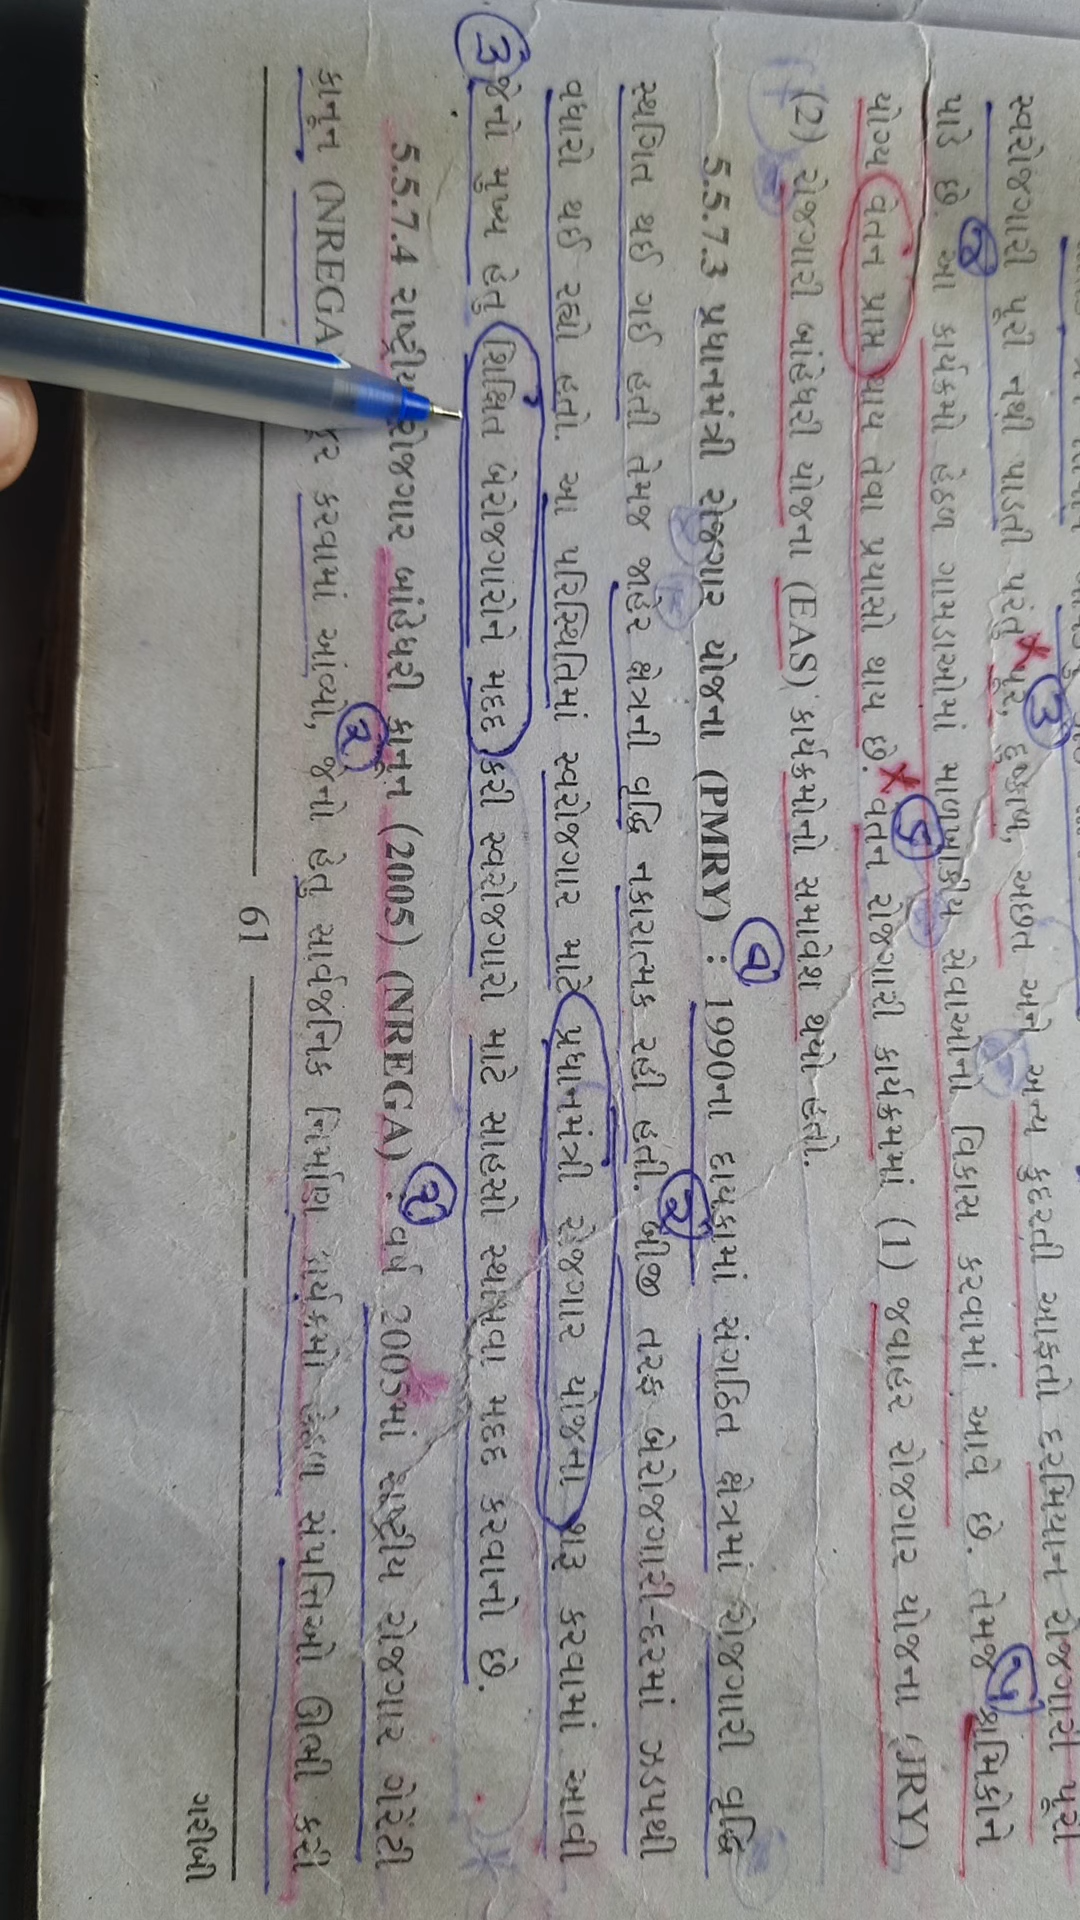 સ્વરોજગારી પૂરી નથી પાડતી પરંતુ પૂર, દુષ્કાળ, અછત અને અન્ય કુદરતી આફતો દરમિયાન રોજગારી પૂરી
પાડે છે. આ કાર્યક્રમો હેઠળ ગામડાઓમાં માળખાકીય સેવાઓનો વિકાસ કરવામાં આવે છે. તેમજ શ્રમિકોને
યોગ્ય વેતન પ્રાપ્ત થાય તેવા પ્રયાસો થાય છે. વેતન રોજગારી કાર્યક્રમમાં (1) જવાહર રોજગાર યોજના (JRY)
(2) રોજગારી બાંહેધરી યોજના (EAS) કાર્યક્રમોનો સમાવેશ થયો હતો.
5.5.7.3 પ્રધાનમંત્રી રોજગાર યોજના (PMRY) : 1990ના દાયકામાં સંગઠિત ક્ષેત્રમાં રોજગારી વૃદ્ધિ
સ્થગિત થઈ ગઈ હતી તેમજ જાહેર ક્ષેત્રની વૃદ્ધિ નકારાત્મક રહી હતી. બીજી તરફ બેરોજગારી-દરમાં ઝડપથી
વધારો થઈ રહ્યો હતો. આ પરિસ્થિતિમાં સ્વરોજગાર માટે પ્રધાનમંત્રી રોજગાર યોજના શરૂ કરવામાં આવી
જેનો મુખ્ય હેતુ શિક્ષિત બેરોજગારોને મદદ કરી સ્વરોજગારી માટે સાહસો સ્થાપવા મદદ કરવાનો છે.
5.5.7.4 રાષ્ટ્રીય રોજગાર બાંહેધરી કાનૂન (2005) (NREGA) : વર્ષ 2005માં રાષ્ટ્રીય રોજગાર ગેરંટી
કાનૂન (NREGA કરવામાં આવ્યો, જેનો હેતુ સાર્વજનિક નિર્માણ કાર્યક્રમો હેઠળ સંપત્તિઓ ઊભી કરી
61
ગરીબી